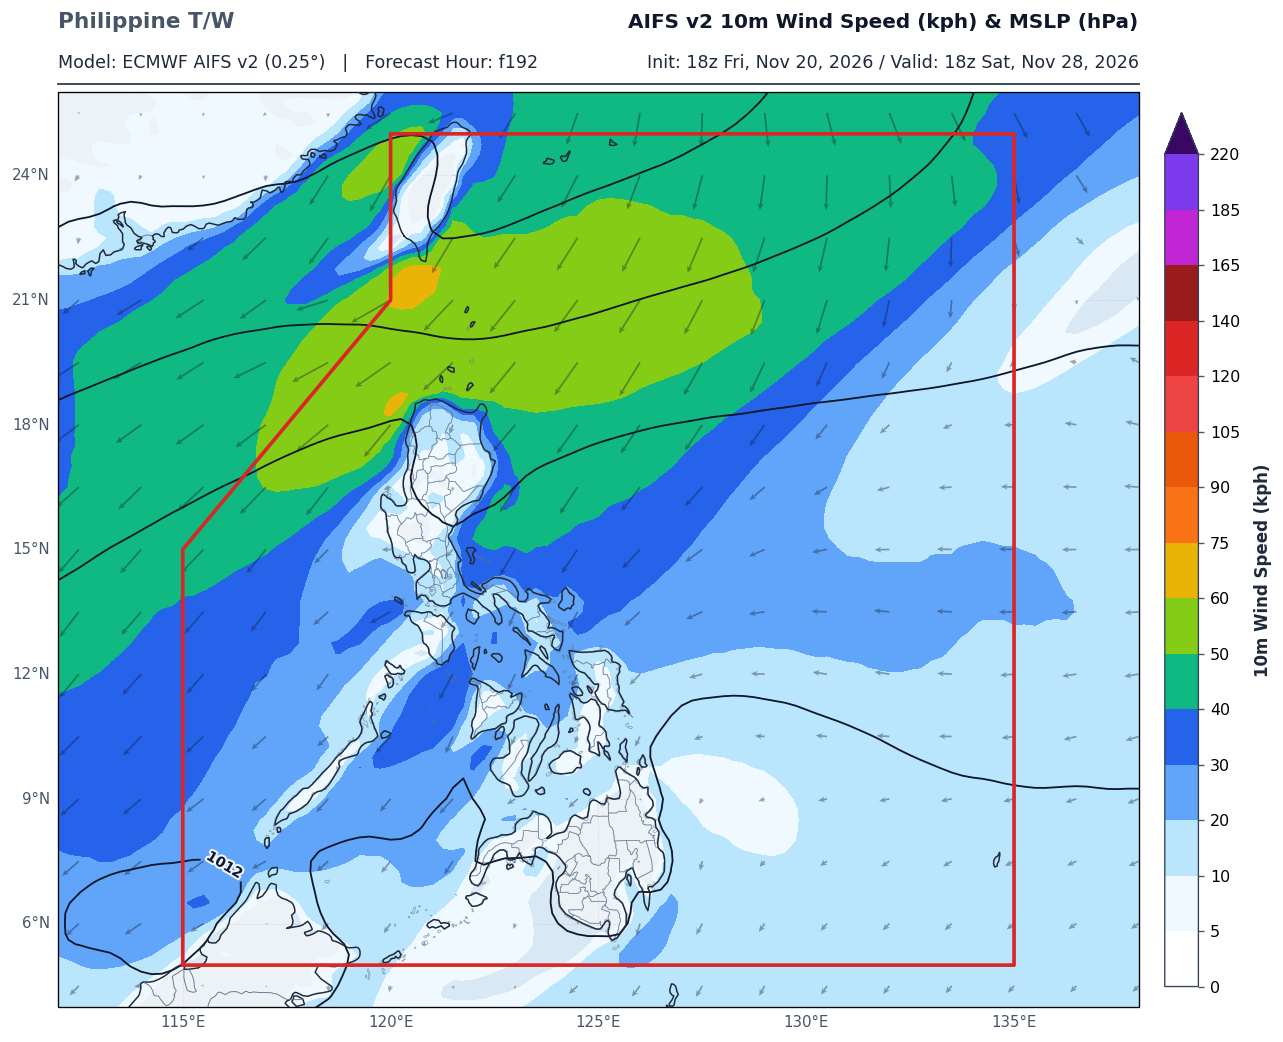 Philippine T/W
AIFS v2 10m Wind Speed (kph) & MSLP (hPa)
Model: ECMWF AIFS v2 (0.25°) | Forecast Hour: f192
Init: 18z Fri, Nov 20, 2026 / Valid: 18z Sat, Nov 28, 2026
24°N
21°N
18°N
15°N
12°N
9°N
6°N
1012
115°E
120°E
125°E
130°E
135°E
220
185
165
140
120
105
90
75
60
50
40
30
20
10
5
0
10m Wind Speed (kph)